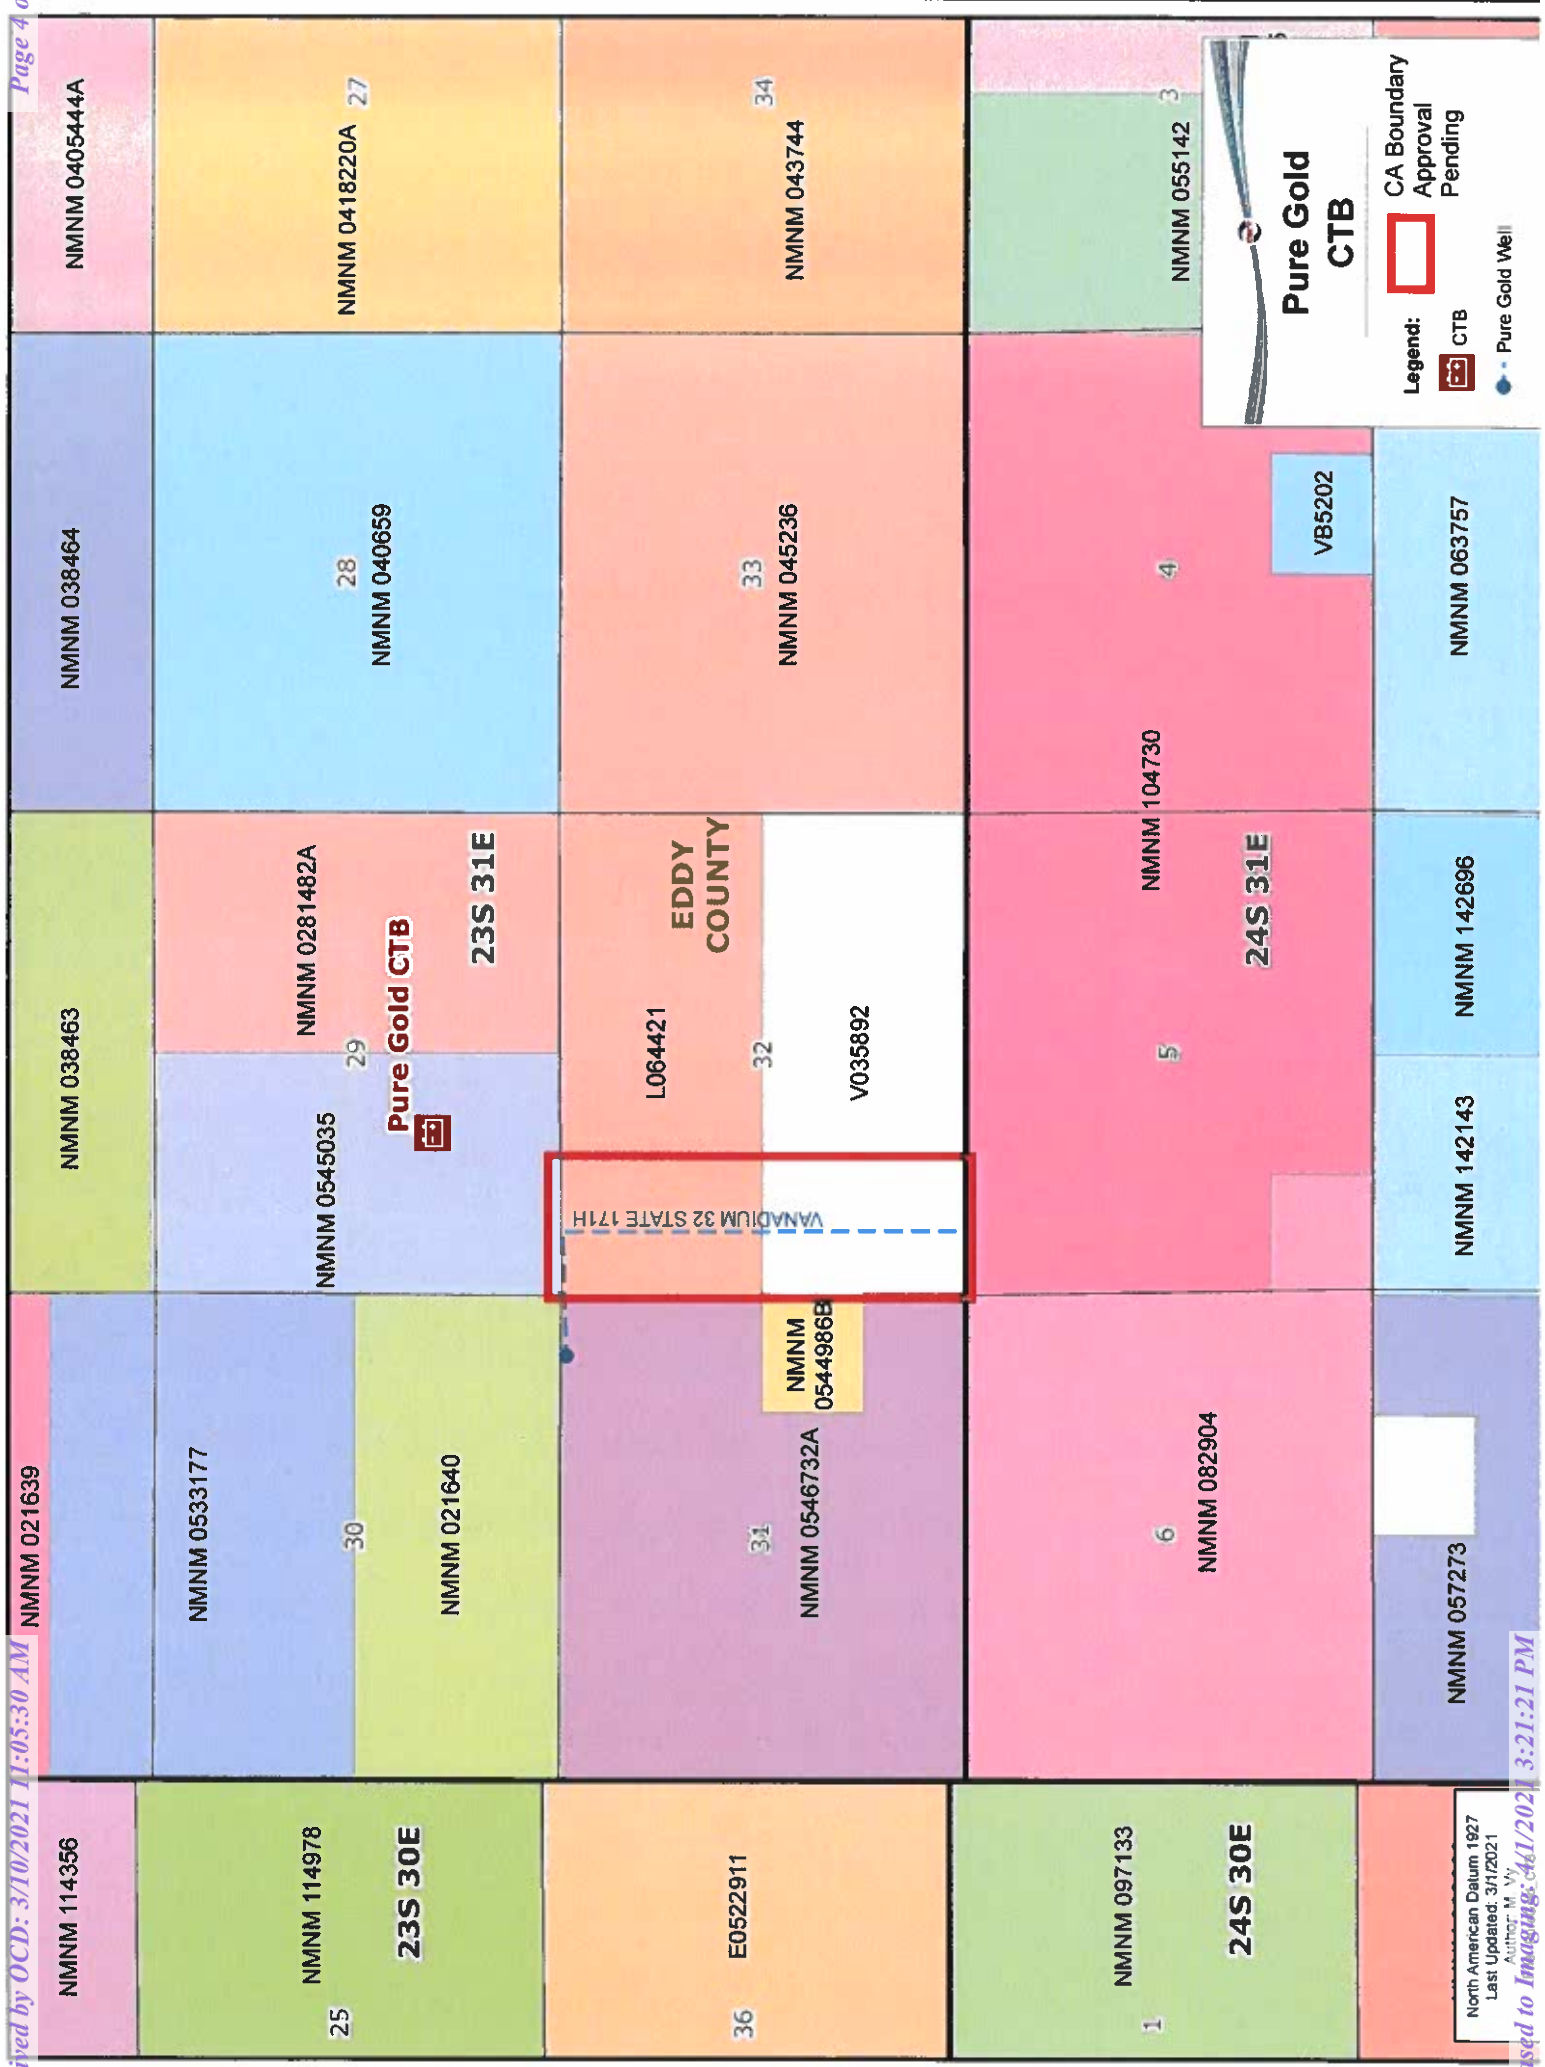 Received by OCD: 3/10/2021 11:05:30 AM
Page 4 o
NMNM 114356
NMNM 021639
NMNM 038463
NMNM 038464
NMNM 0405444A
25
NMNM 114978
23S 30E
NMNM 0533177
30
NMNM 021640
NMNM 0545035
29
NMNM 0281482A
Pure Gold CTB
23S 31E
28
NMNM 040659
27
NMNM 0418220A
36
E0522911
31
NMNM 0546732A
NMNM
0544986B
VANADIUM 32 STATE 171H
L064421
32
V035892
EDDY
COUNTY
33
NMNM 045236
34
NMNM 043744
1
NMNM 097133
24S 30E
6
NMNM 082904
5
NMNM 104730
24S 31E
4
VB5202
3
NMNM 055142
NMNM 057273
NMNM 142143
NMNM 142696
NMNM 063757
Pure Gold
CTB
Legend:
CTB
CA Boundary
Approval
Pending
Pure Gold Well
North American Datum 1927
Last Updated: 3/1/2021
Author: M. Vy
sed to Imaging: 4/1/2021 3:21:21 PM